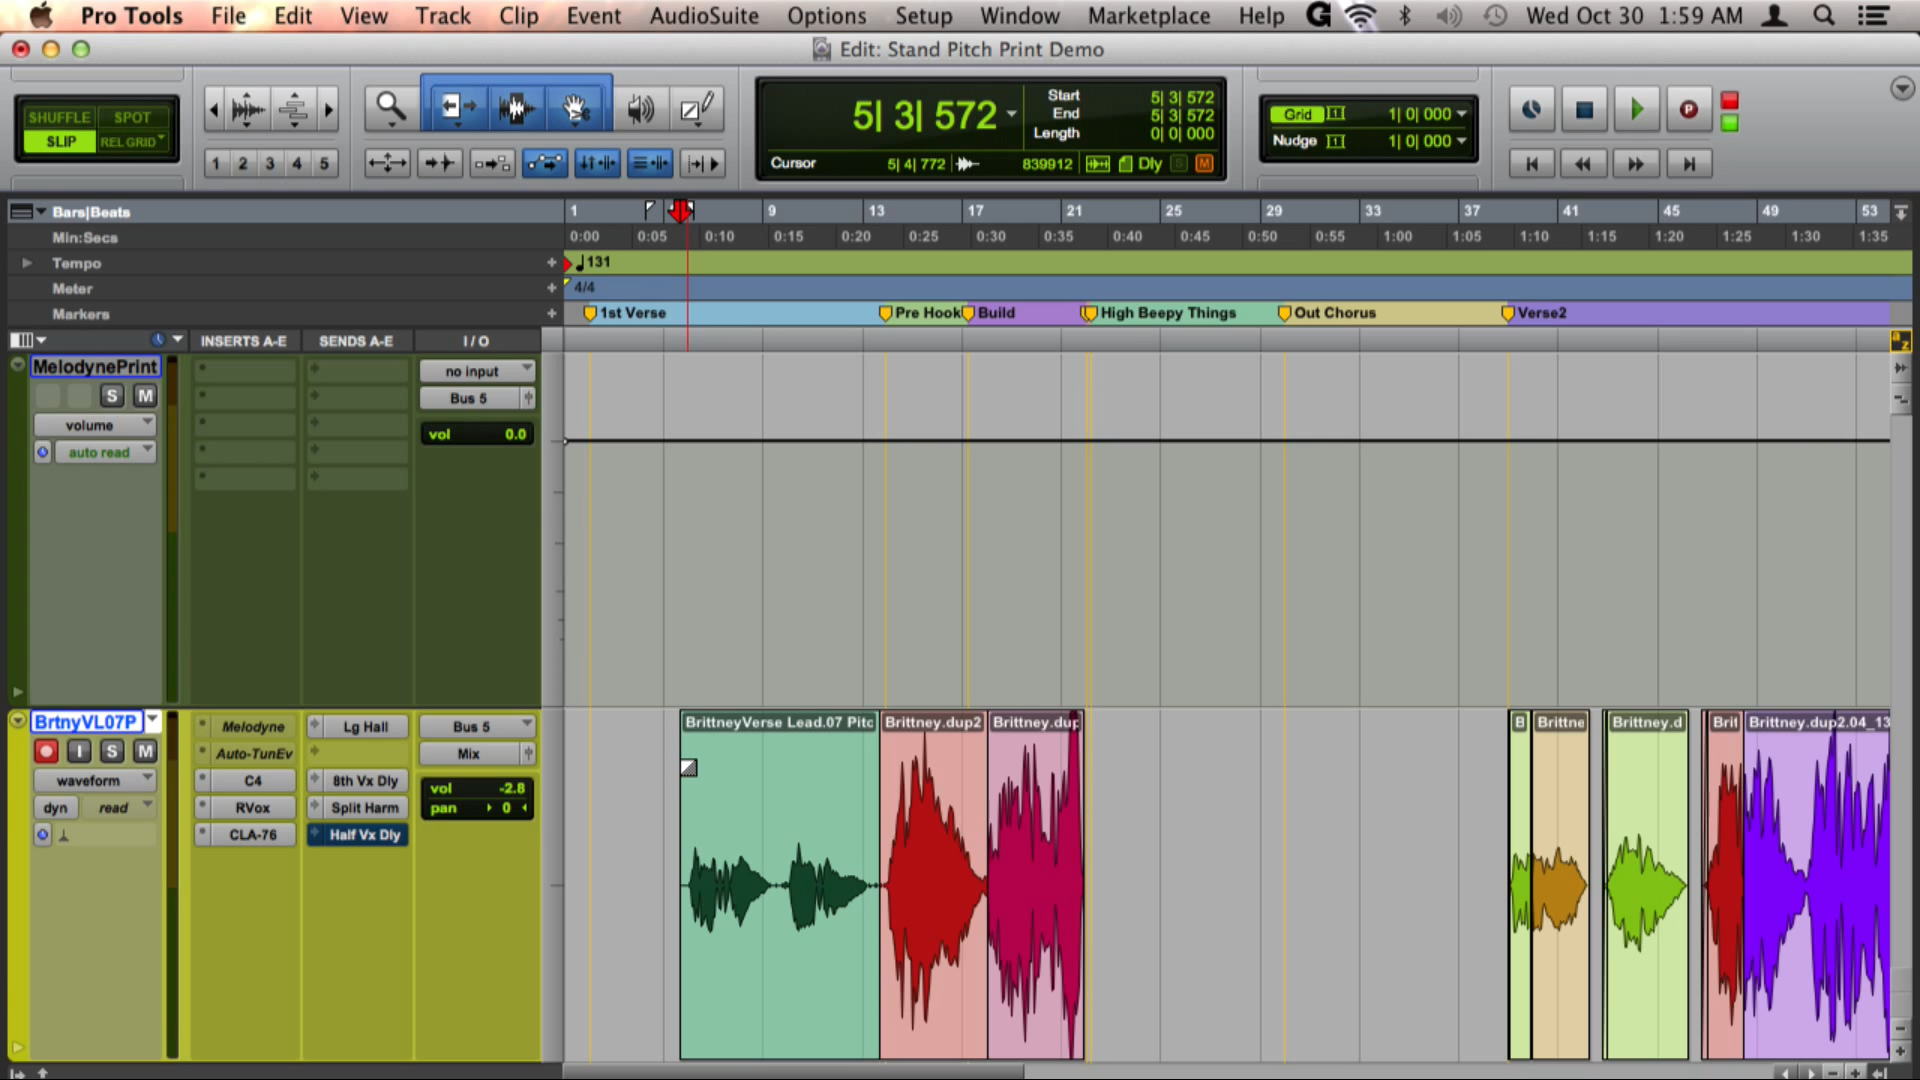 Pro Tools File Edit View Track Clip Event AudioSuite Options Setup Window Marketplace Help Wed Oct 30 1:59 AM
Edit: Stand Pitch Print Demo
SHUFFLE SPOT
SLIP REL GRID
1 2 3 4 5
5| 3| 572
Start 5| 3| 572
End 5| 3| 572
Length 0| 0| 000
Cursor 5| 4| 772 839912 Dly S M
Grid 1| 0| 000
Nudge 1| 0| 000
Bars|Beats 1 9 13 17 21 25 29 33 37 41 45 49 53
Min:Secs 0:00 0:05 0:10 0:15 0:20 0:25 0:30 0:35 0:40 0:45 0:50 0:55 1:00 1:05 1:10 1:15 1:20 1:25 1:30 1:35
Tempo 131
Meter 4/4
Markers 1st Verse Pre Hook Build High Beepy Things Out Chorus Verse2
INSERTS A-E SENDS A-E I / O
a z
MelodynePrint no input
S M Bus 5
volume vol 0.0
auto read
BrtnyVL07P Melodyne Lg Hall Bus 5 BrittneyVerse Lead.07 Pitc Brittney.dup2 Brittney.dup B Brittne Brittney.d Brit Brittney.dup2.04_13
I S M Auto-TunEv Mix
waveform C4 8th Vx Dly vol -2.8
dyn read RVox Split Harm pan 0
CLA-76 Half Vx Dly